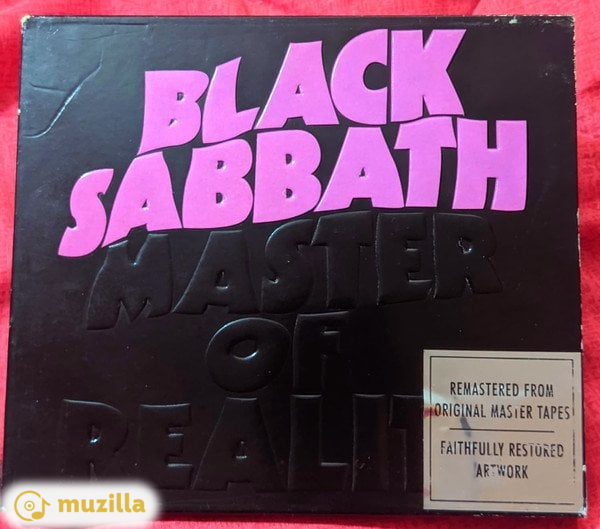 BLACK
SABBATH
MASTER
OF
REALIT
REMASTERED FROM
ORIGINAL MASTER TAPES
FAITHFULLY RESTORED
ARTWORK
muzilla